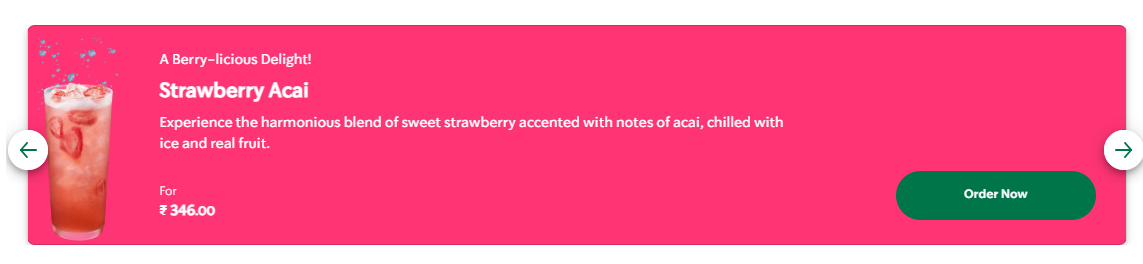 A Berry-licious Delight!
Strawberry Acai
Experience the harmonious blend of sweet strawberry accented with notes of acai, chilled with
ice and real fruit.
For
₹ 346.00
Order Now